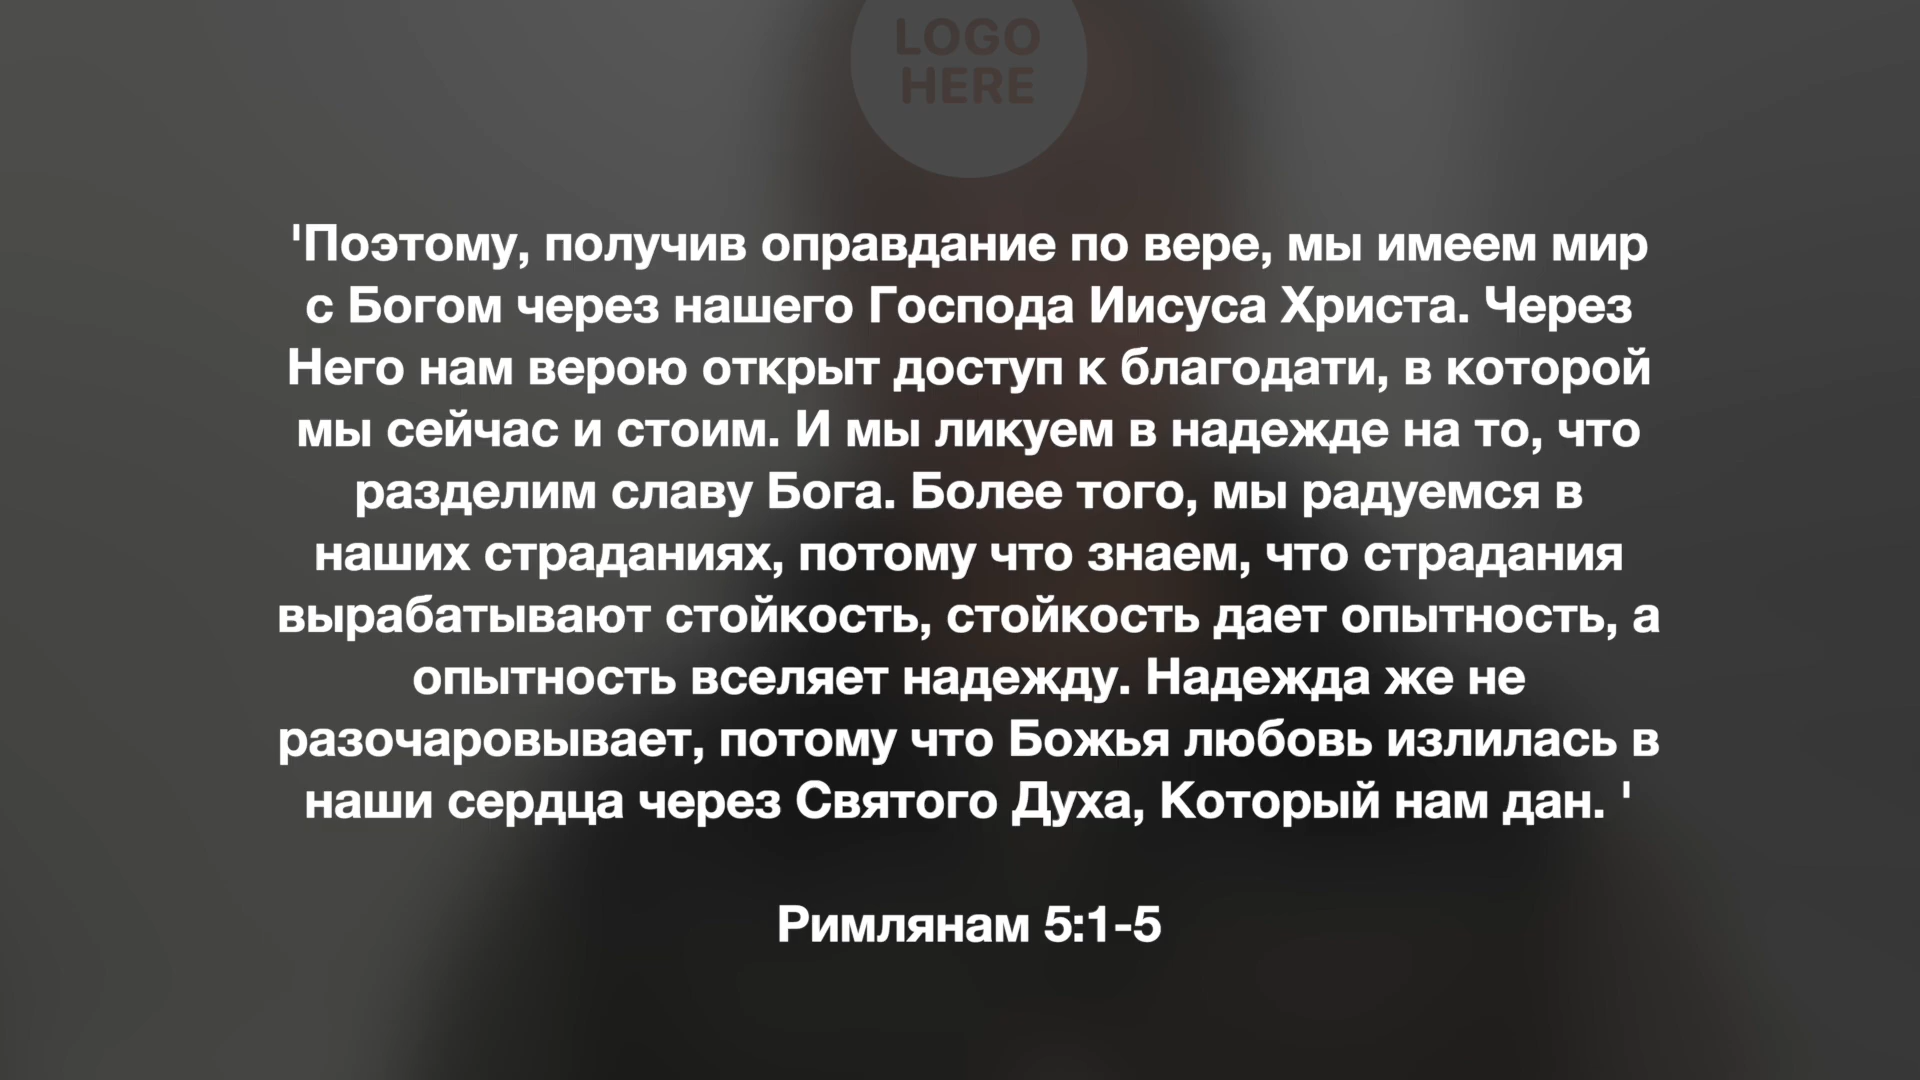 LOGO
HERE
'Поэтому, получив оправдание по вере, мы имеем мир
с Богом через нашего Господа Иисуса Христа. Через
Него нам верою открыт доступ к благодати, в которой
мы сейчас и стоим. И мы ликуем в надежде на то, что
разделим славу Бога. Более того, мы радуемся в
наших страданиях, потому что знаем, что страдания
вырабатывают стойкость, стойкость дает опытность, а
опытность вселяет надежду. Надежда же не
разочаровывает, потому что Божья любовь излилась в
наши сердца через Святого Духа, Который нам дан. '
Римлянам 5:1-5